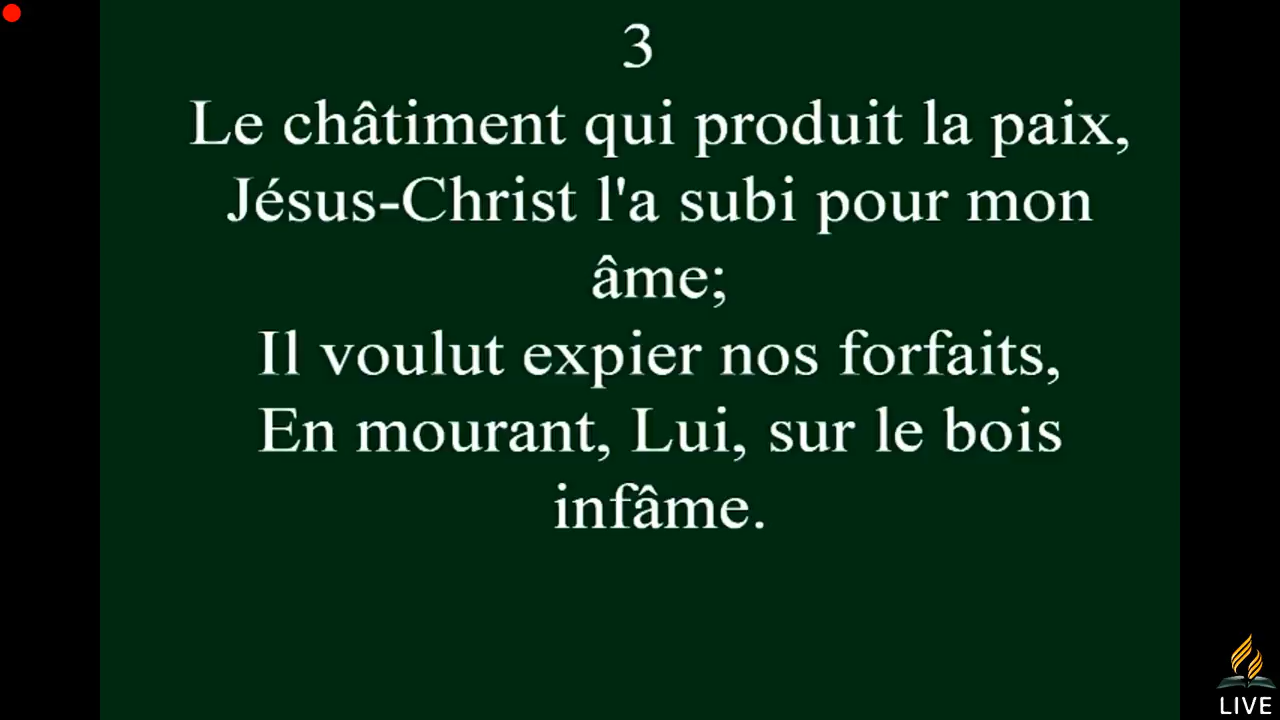 3
Le châtiment qui produit la paix,
Jésus-Christ l'a subi pour mon
âme;
Il voulut expier nos forfaits,
En mourant, Lui, sur le bois
infâme.
LIVE